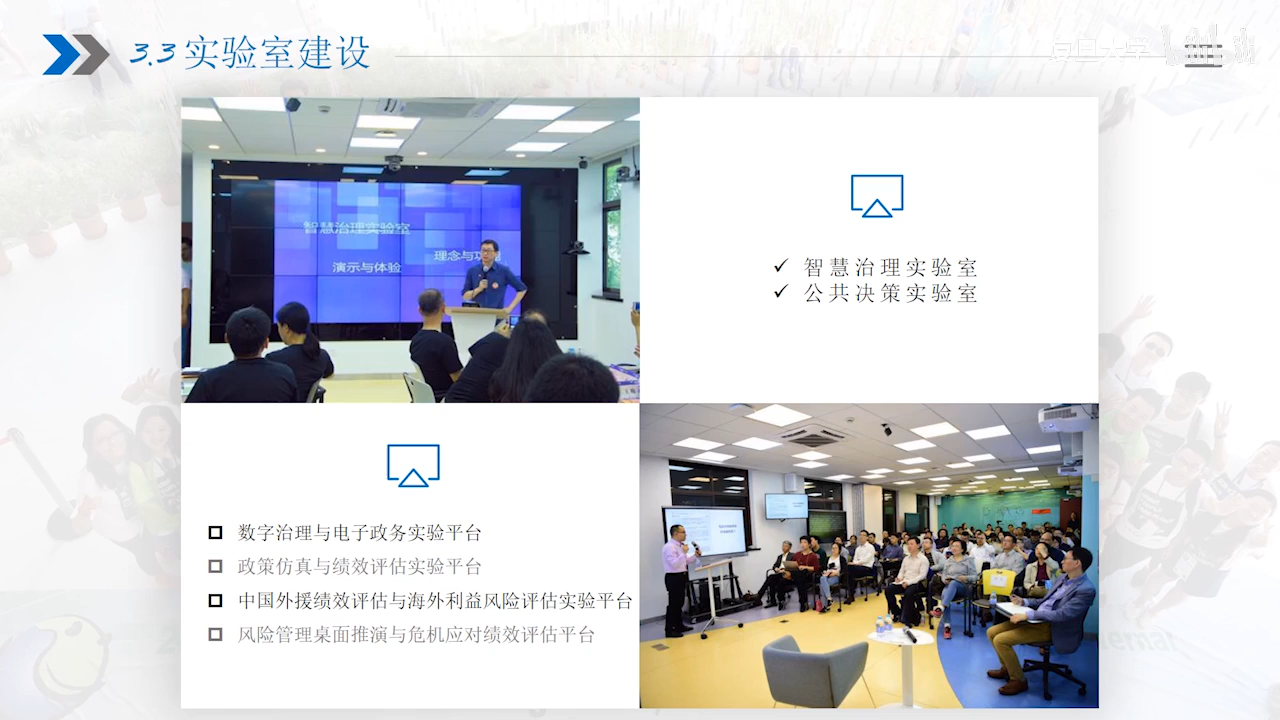 3.3实验室建设
复旦大学
智慧治理实验室
理念与功
演示与体验
智慧治理实验室
公共决策实验室
数字治理与电子政务实验平台
政策仿真与绩效评估实验平台
中国外援绩效评估与海外利益风险评估实验平台
风险管理桌面推演与危机应对绩效评估平台